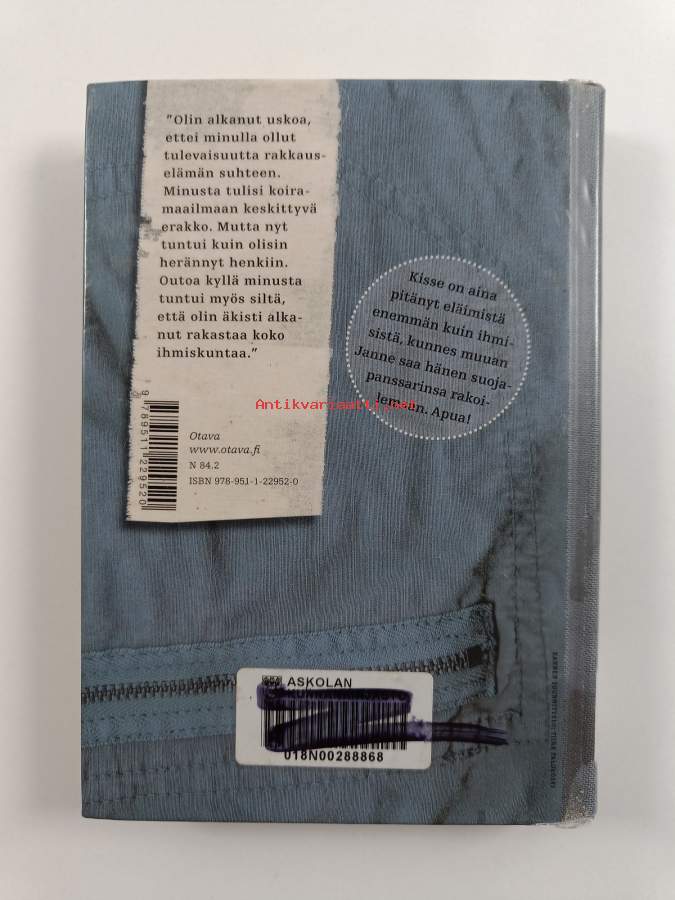 ”Olin alkanut uskoa,
ettei minulla ollut
tulevaisuutta rakkaus-
elämän suhteen.
Minusta tulisi koira-
maailmaan keskittyvä
erakko. Mutta nyt
tuntui kuin olisin
herännyt henkiin.
Outoa kyllä minusta
tuntui myös siltä,
että olin äkisti alka-
nut rakastaa koko
ihmiskuntaa.”
Kisse on aina
pitänyt eläimistä
enemmän kuin ihmi-
sistä, kunnes muuan
Janne saa hänen suoja-
panssarinsa rakoi-
lemaan. Apua!
Antikvariaatti.net
9 789511 229520
Otava
www.otava.fi
N 84.2
ISBN 978-951-1-22952-0
ASKOLAN
018N00288868